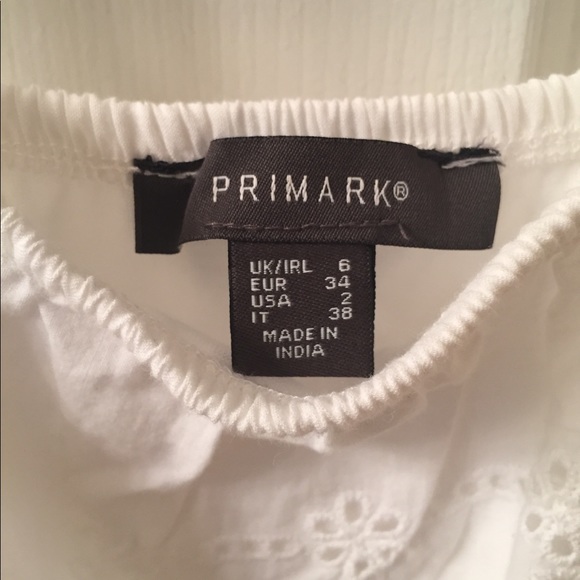 PRIMARK®
UK/IRL 6
EUR 34
USA 2
IT 38
MADE IN
INDIA